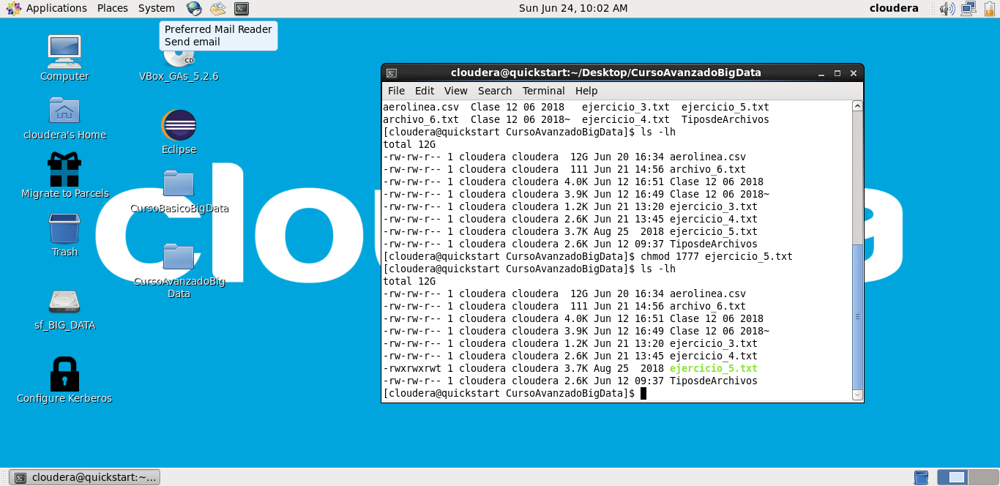 Applications Places System
Sun Jun 24, 10:02 AM
cloudera
Preferred Mail Reader
Send email
Computer
VBox_GAs_5.2.6
cloudera's Home
Eclipse
Migrate to Parcels
CursoBasicoBigData
Trash
CursoAvanzadoBig
Data
sf_BIG_DATA
Configure Kerberos
clo
a
cloudera@quickstart:~/Desktop/CursoAvanzadoBigData
File Edit View Search Terminal Help
aerolinea.csv  Clase 12 06 2018   ejercicio_3.txt  ejercicio_5.txt
archivo_6.txt  Clase 12 06 2018~  ejercicio_4.txt  TiposdeArchivos
[cloudera@quickstart CursoAvanzadoBigData]$ ls -lh
total 12G
-rw-rw-r-- 1 cloudera cloudera  12G Jun 20 16:34 aerolinea.csv
-rw-rw-r-- 1 cloudera cloudera  111 Jun 21 14:56 archivo_6.txt
-rw-rw-r-- 1 cloudera cloudera 4.0K Jun 12 16:51 Clase 12 06 2018
-rw-rw-r-- 1 cloudera cloudera 3.9K Jun 12 16:49 Clase 12 06 2018~
-rw-rw-r-- 1 cloudera cloudera 1.2K Jun 21 13:20 ejercicio_3.txt
-rw-rw-r-- 1 cloudera cloudera 2.6K Jun 21 13:45 ejercicio_4.txt
-rw-rw-r-- 1 cloudera cloudera 3.7K Aug 25  2018 ejercicio_5.txt
-rw-rw-r-- 1 cloudera cloudera 2.6K Jun 12 09:37 TiposdeArchivos
[cloudera@quickstart CursoAvanzadoBigData]$ chmod 1777 ejercicio_5.txt
[cloudera@quickstart CursoAvanzadoBigData]$ ls -lh
total 12G
-rw-rw-r-- 1 cloudera cloudera  12G Jun 20 16:34 aerolinea.csv
-rw-rw-r-- 1 cloudera cloudera  111 Jun 21 14:56 archivo_6.txt
-rw-rw-r-- 1 cloudera cloudera 4.0K Jun 12 16:51 Clase 12 06 2018
-rw-rw-r-- 1 cloudera cloudera 3.9K Jun 12 16:49 Clase 12 06 2018~
-rw-rw-r-- 1 cloudera cloudera 1.2K Jun 21 13:20 ejercicio_3.txt
-rw-rw-r-- 1 cloudera cloudera 2.6K Jun 21 13:45 ejercicio_4.txt
-rwxrwxrwt 1 cloudera cloudera 3.7K Aug 25  2018 ejercicio_5.txt
-rw-rw-r-- 1 cloudera cloudera 2.6K Jun 12 09:37 TiposdeArchivos
[cloudera@quickstart CursoAvanzadoBigData]$
cloudera@quickstart:~...